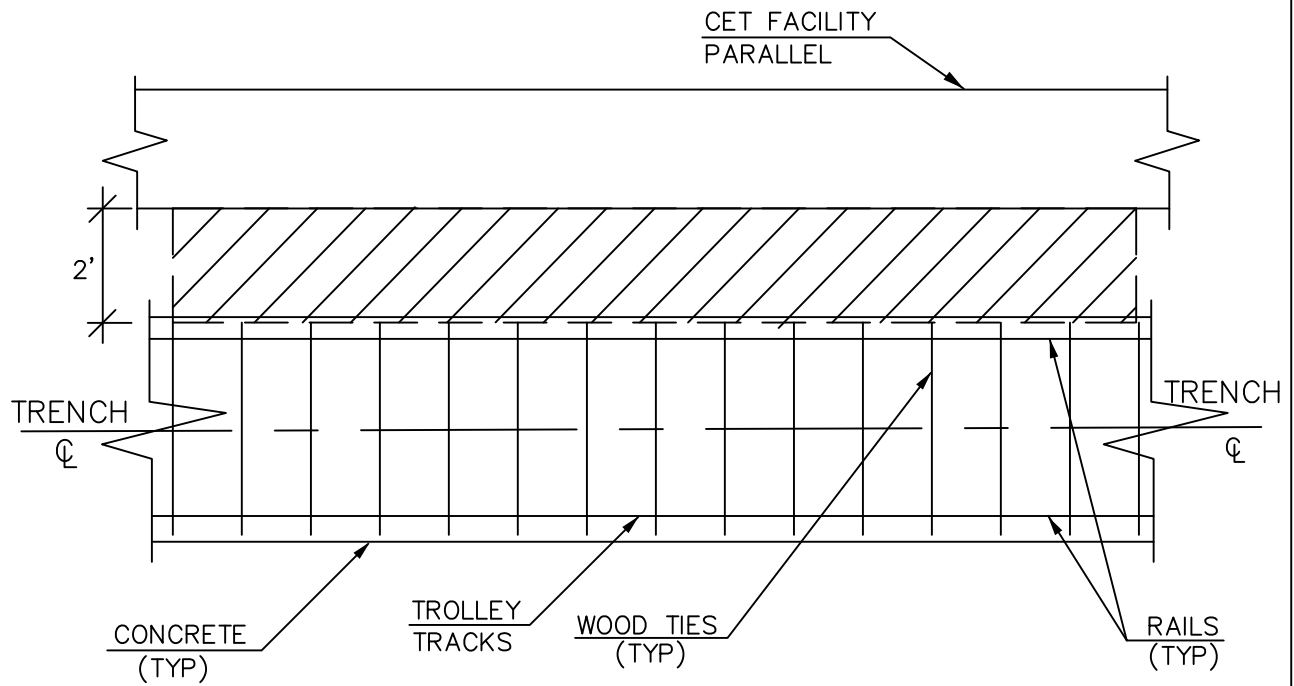 CET FACILITY
PARALLEL
2'
TRENCH
℄
TRENCH
℄
CONCRETE
(TYP)
TROLLEY
TRACKS
WOOD TIES
(TYP)
RAILS
(TYP)